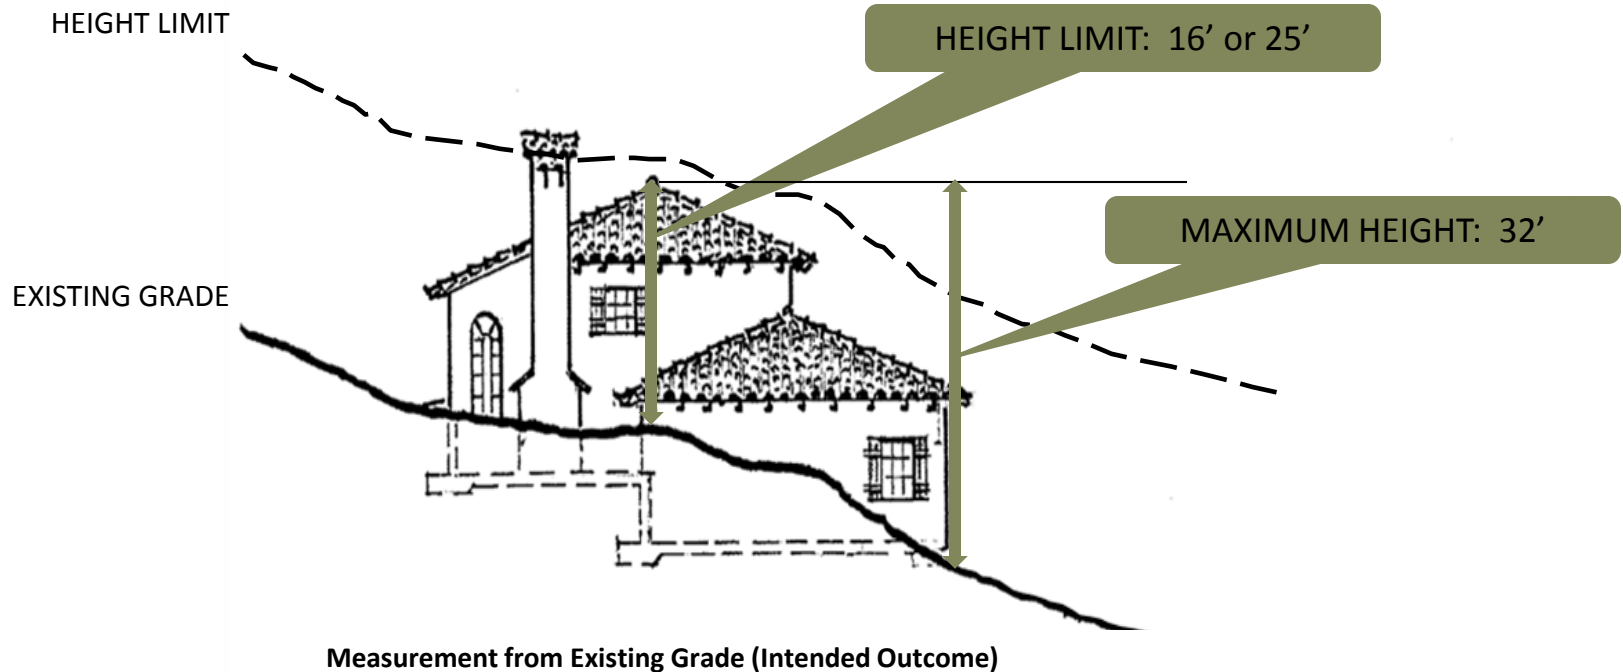 HEIGHT LIMIT
HEIGHT LIMIT: 16’ or 25’
MAXIMUM HEIGHT: 32’
EXISTING GRADE
Measurement from Existing Grade (Intended Outcome)